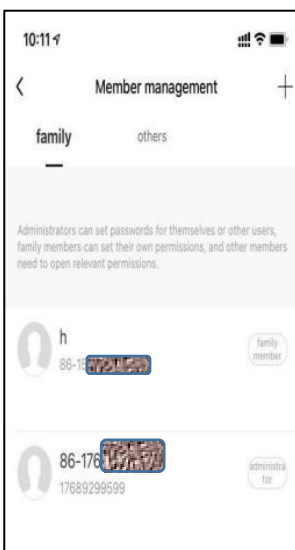 10:11
Member management
family
others
Administrators can set passwords for themselves or other users,
family members can set their own permissions, and other members
need to open relevant permissions.
h
family
member
86-15
86-176
17689299599
administra
tor